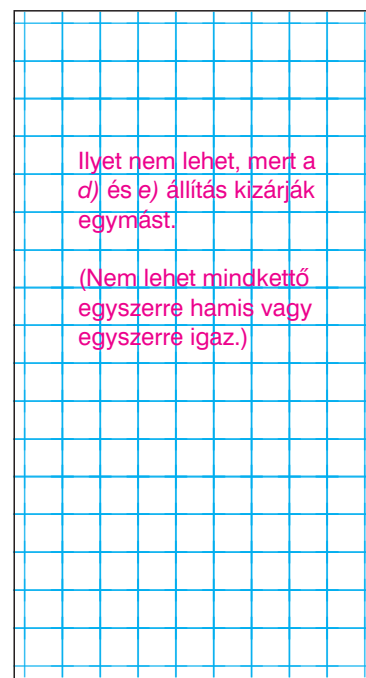 Ilyet nem lehet, mert a
d) és e) állítás kizárják
egymást.
(Nem lehet mindkettő
egyszerre hamis vagy
egyszerre igaz.)